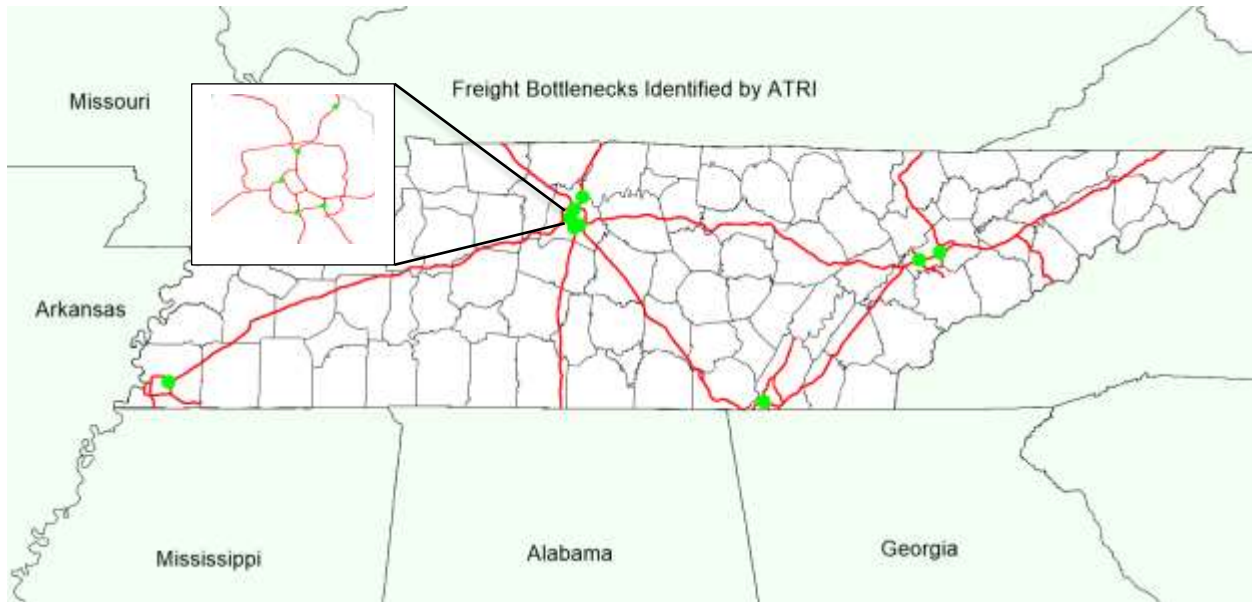 Freight Bottlenecks Identified by ATRI
Missouri
Arkansas
Mississippi
Alabama
Georgia